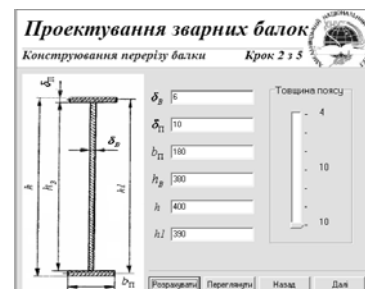 Проектування зварних балок
Конструювання перерізу балки Крок 2 з 5
δп
δв
h
hв
h1
bП
δв 6
δП 10
bП 180
hв 380
h 400
h1 390
Товщина поясу
4
10
10
Розрахувати Переглянути Назад Далі